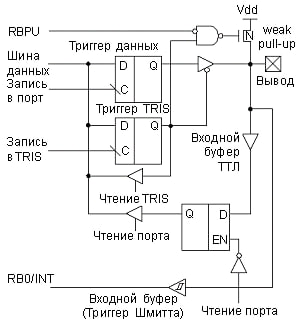 Vdd
RBPU
weak
pull-up
Триггер данных
Шина
данных
D
Q
N
Вывод
Запись
в порт
C
Триггер TRIS
D
Q
Запись
в TRIS
C
Входной
буфер
ТТЛ
Чтение TRIS
Q
D
Чтение порта
EN
RB0/INT
Входной буфер
(Триггер Шмитта)
Чтение порта